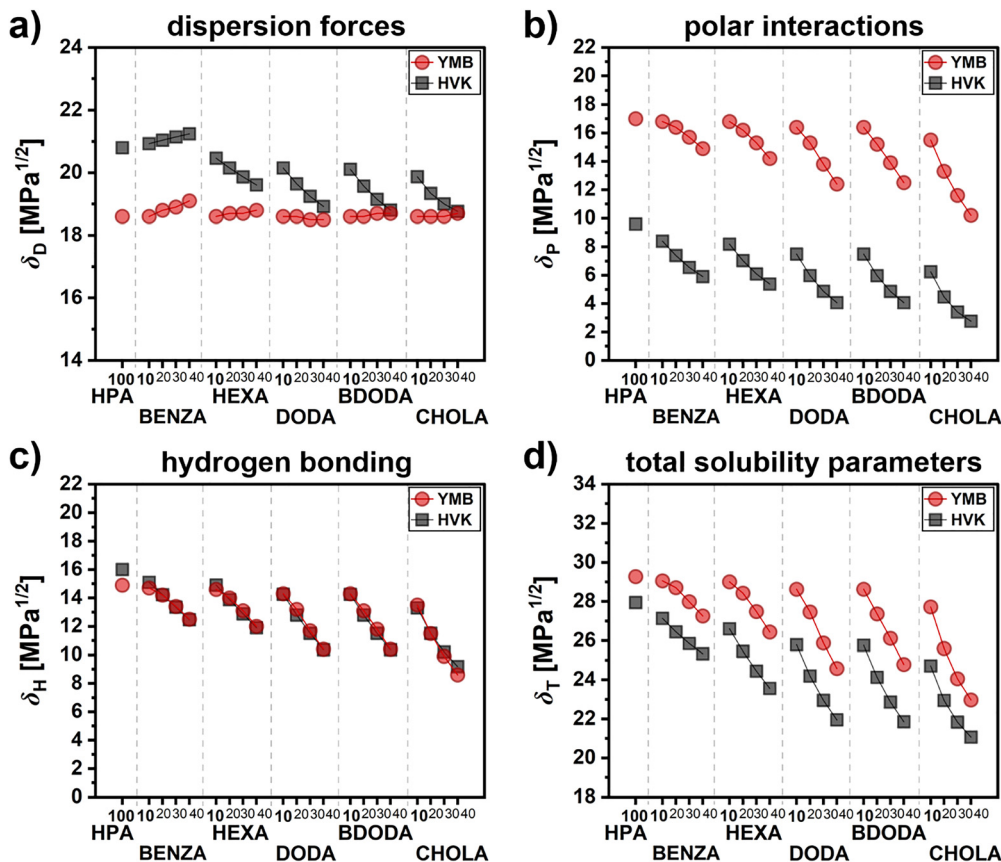 a) dispersion forces
24
22
20
18
16
14
δD [MPa1/2]
YMB
HVK
100 10 20 30 40 10 20 30 40 10 20 30 40 10 20 30 40 10 20 30 40
HPA HEXA BDODA
BENZA DODA CHOLA
b) polar interactions
22
20
18
16
14
12
10
8
6
4
2
0
δP [MPa1/2]
YMB
HVK
100 10 20 30 40 10 20 30 40 10 20 30 40 10 20 30 40 10 20 30 40
HPA HEXA BDODA
BENZA DODA CHOLA
c) hydrogen bonding
22
20
18
16
14
12
10
8
6
4
2
0
δH [MPa1/2]
YMB
HVK
100 10 20 30 40 10 20 30 40 10 20 30 40 10 20 30 40 10 20 30 40
HPA HEXA BDODA
BENZA DODA CHOLA
d) total solubility parameters
34
32
30
28
26
24
22
20
18
δT [MPa1/2]
YMB
HVK
100 10 20 30 40 10 20 30 40 10 20 30 40 10 20 30 40 10 20 30 40
HPA HEXA BDODA
BENZA DODA CHOLA